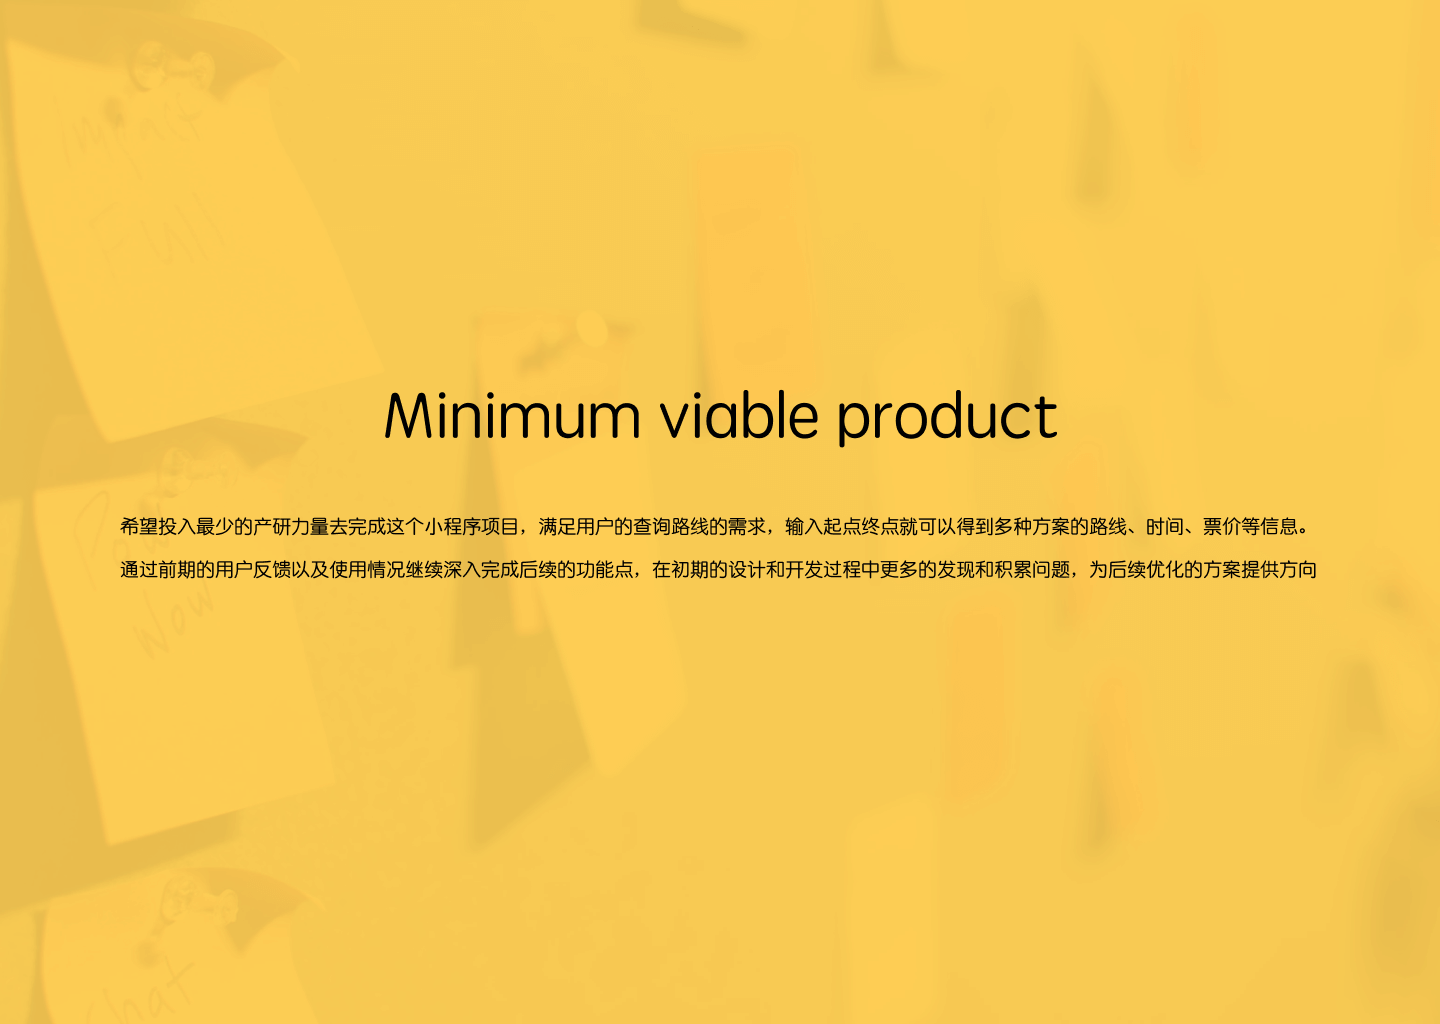 Minimum viable product
希望投入最少的产研力量去完成这个小程序项目，满足用户的查询路线的需求，输入起点终点就可以得到多种方案的路线、时间、票价等信息。
通过前期的用户反馈以及使用情况继续深入完成后续的功能点，在初期的设计和开发过程中更多的发现和积累问题，为后续优化的方案提供方向
impact
Full
Wow
chat